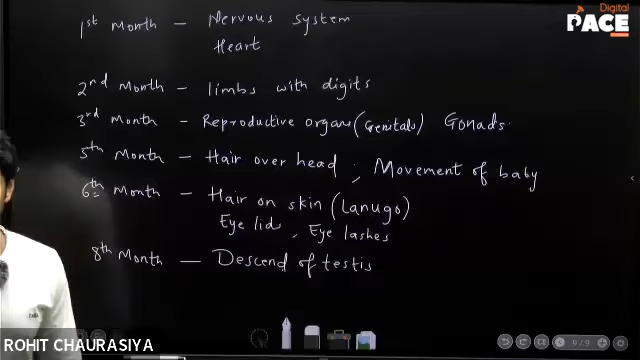 Digital
PACE
1st Month – Nervous system
Heart
2nd Month – limbs with digits
3rd Month – Reproductive organs (Genitals) Gonads
5th Month – Hair over head ; Movement of baby
6th Month – Hair on skin (Lanugo)
Eye lid, Eye lashes
8th Month – Descend of testis
ROHIT CHAURASIYA
9/9